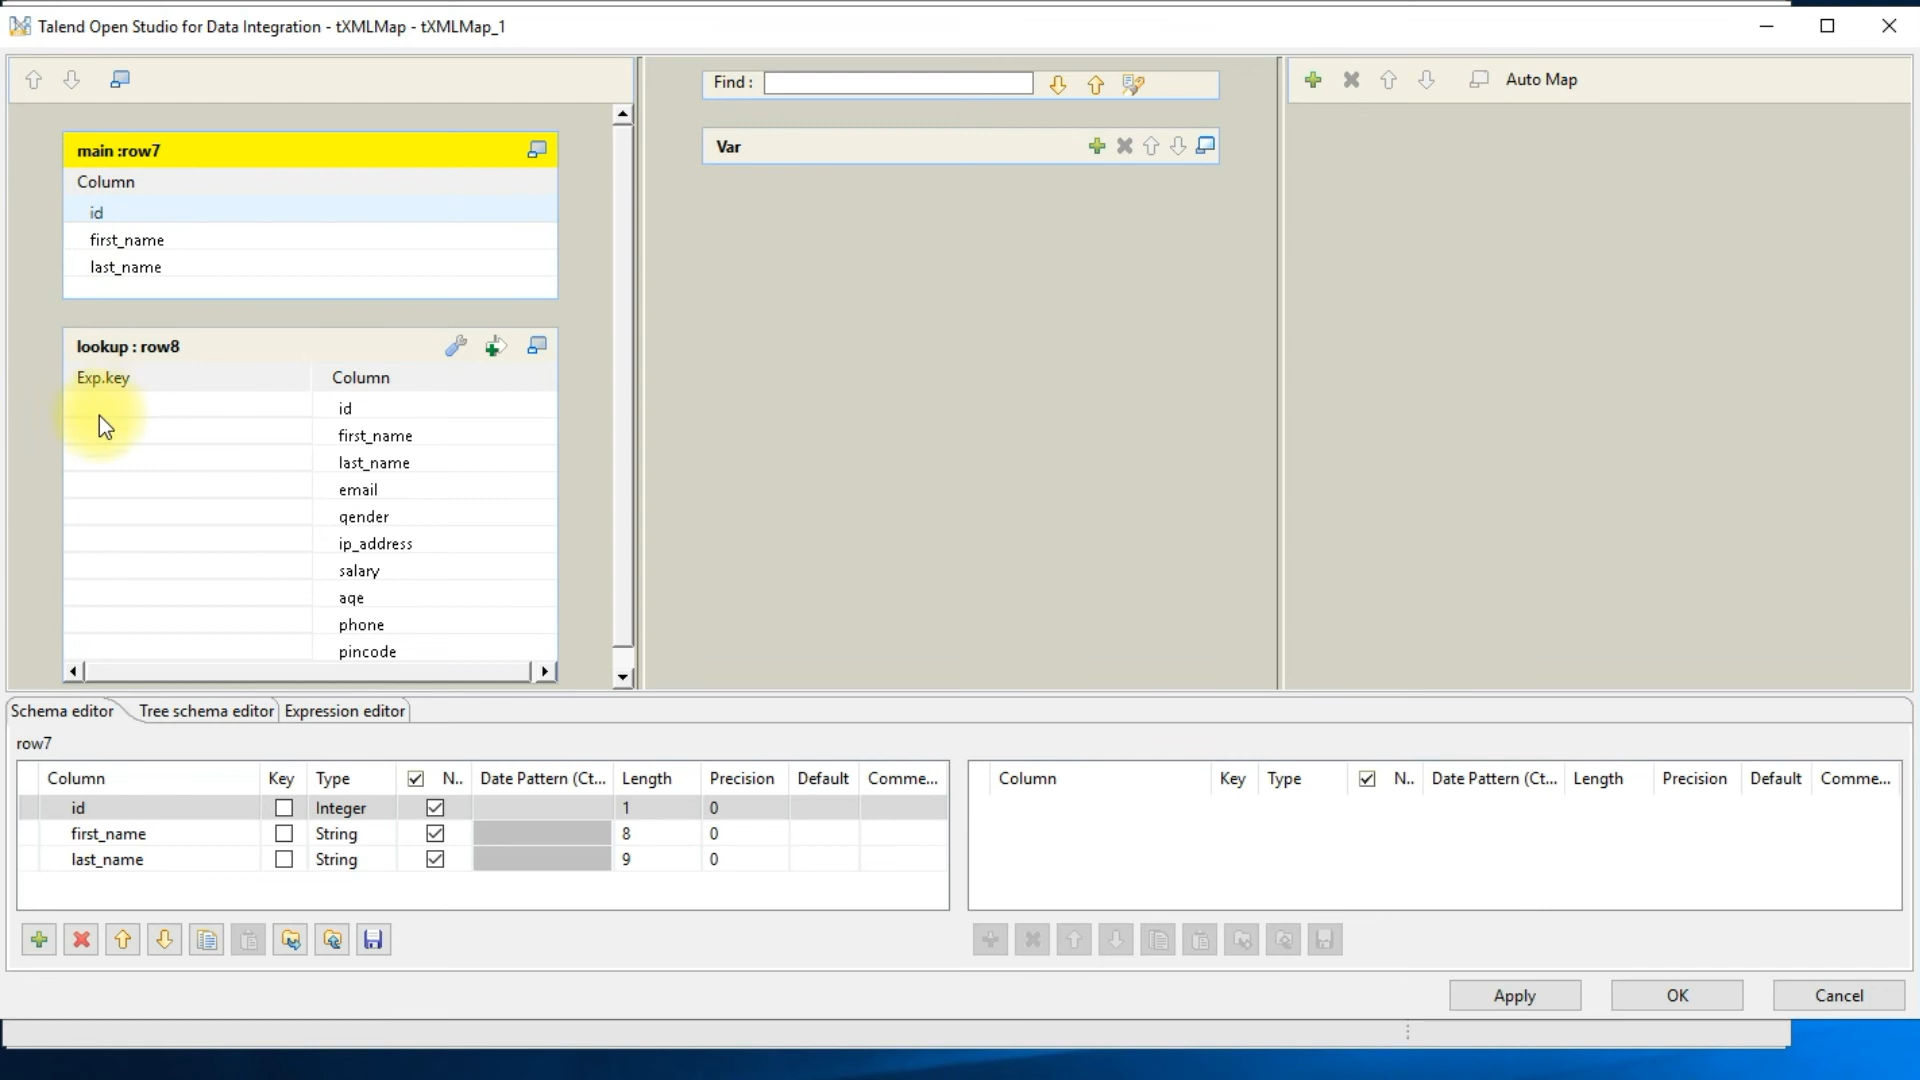 Talend Open Studio for Data Integration - tXMLMap - tXMLMap_1
Find :
Auto Map
main :row7
Column
id
first_name
last_name
Var
lookup : row8
Exp.key Column
id
first_name
last_name
email
gender
ip_address
salary
age
phone
pincode
Schema editor Tree schema editor Expression editor
row7
Column Key Type N.. Date Pattern (Ct... Length Precision Default Comme...
id Integer 1 0
first_name String 8 0
last_name String 9 0
Column Key Type N.. Date Pattern (Ct... Length Precision Default Comme...
Apply OK Cancel